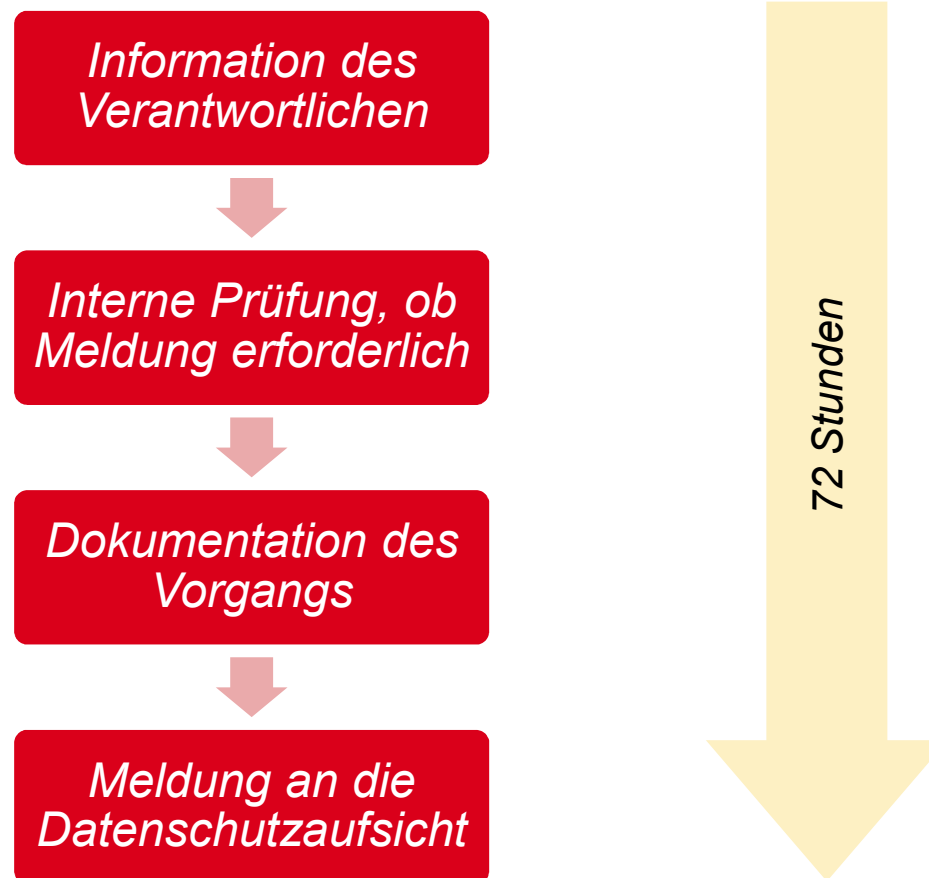 Information des
Verantwortlichen
Interne Prüfung, ob
Meldung erforderlich
Dokumentation des
Vorgangs
Meldung an die
Datenschutzaufsicht
72 Stunden